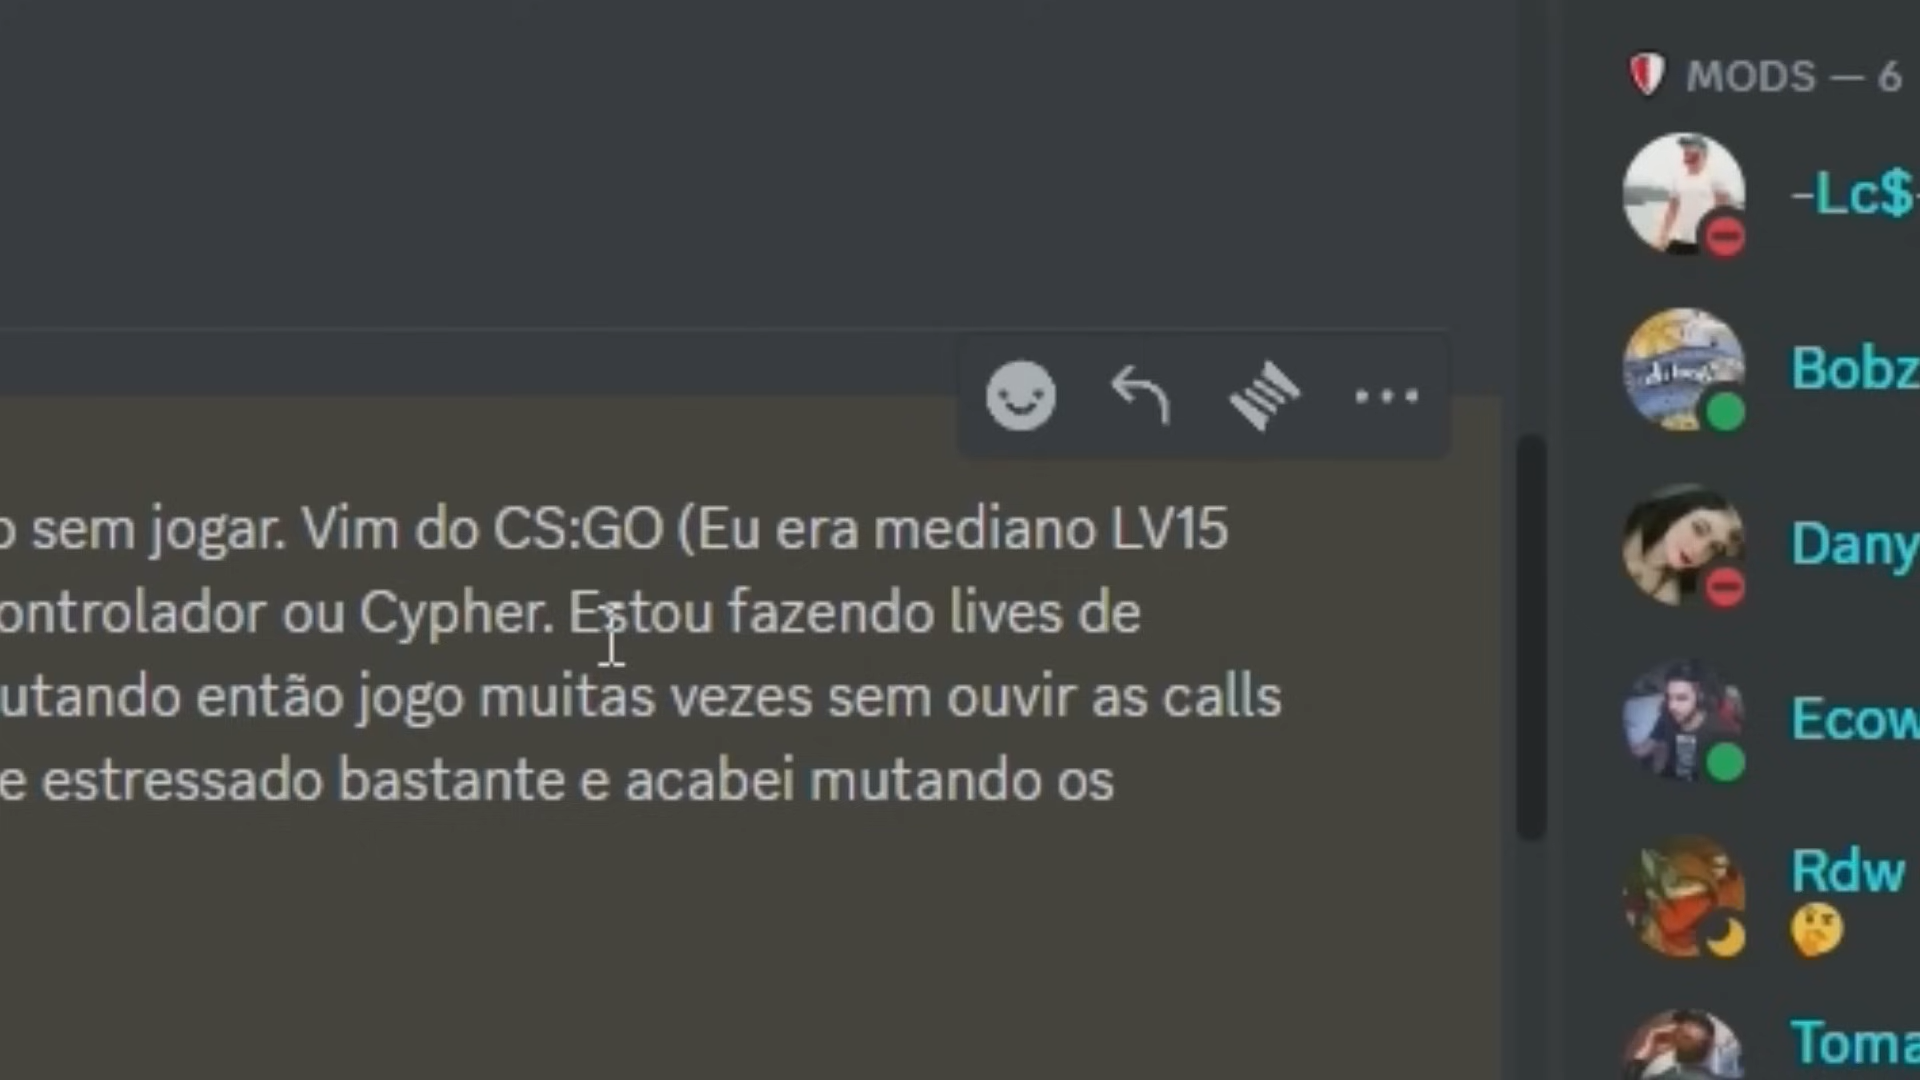 sem jogar. Vim do CS:GO (Eu era mediano LV15
ontrolador ou Cypher. Estou fazendo lives de
utando então jogo muitas vezes sem ouvir as calls
e estressado bastante e acabei mutando os
MODS — 6
-Lc$-
Bobz
Dany
Ecow
Rdw
Toma